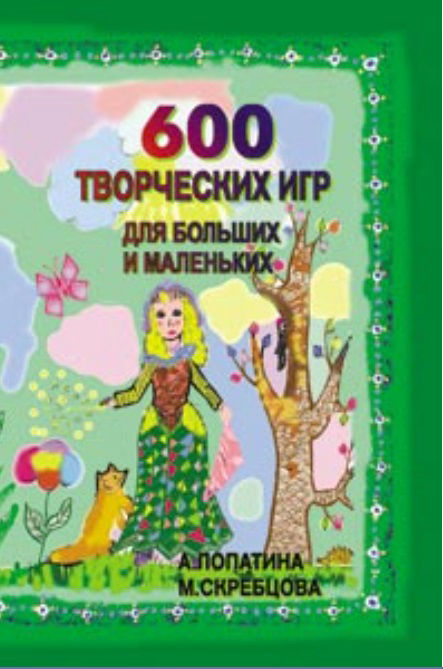 600
ТВОРЧЕСКИХ ИГР
ДЛЯ БОЛЬШИХ
И МАЛЕНЬКИХ
А.ЛОПАТИНА
М.СКРЕБЦОВА